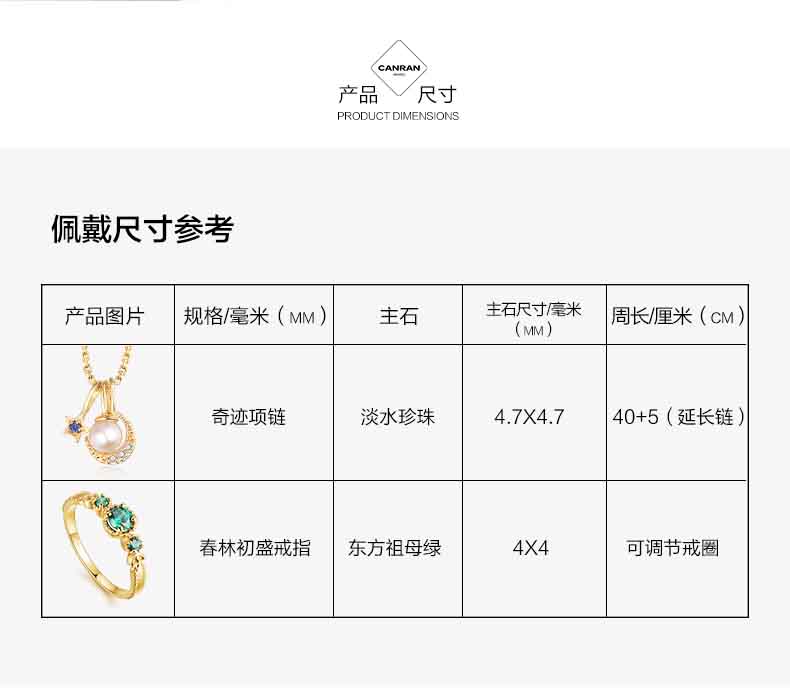 CANRAN
产品 尺寸
PRODUCT DIMENSIONS
佩戴尺寸参考
产品图片 规格/毫米（MM） 主石 主石尺寸/毫米（MM） 周长/厘米（CM）
奇迹项链 淡水珍珠 4.7X4.7 40+5（延长链）
春林初盛戒指 东方祖母绿 4X4 可调节戒圈